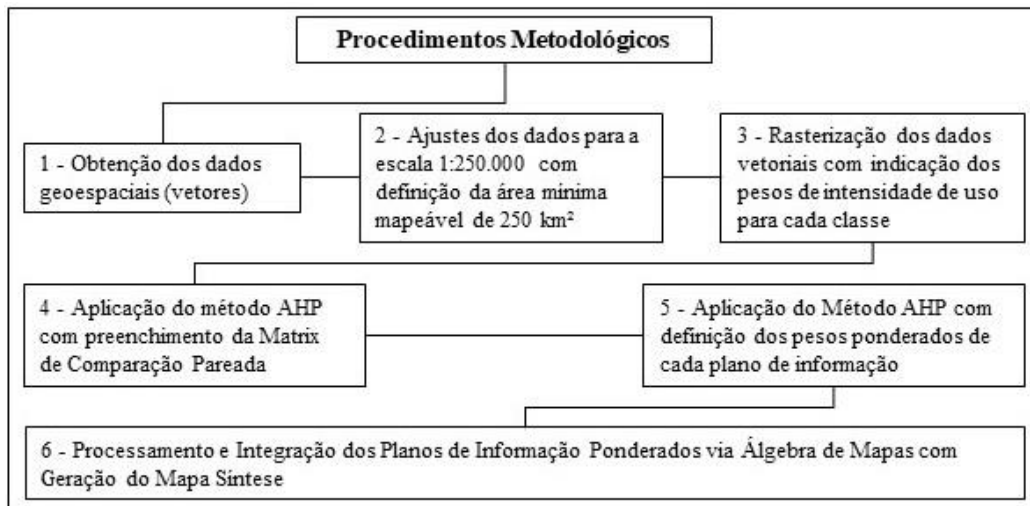 Procedimentos Metodológicos
1 - Obtenção dos dados
geoespaciais (vetores)
2 - Ajustes dos dados para a
escala 1:250.000 com
definição da área mínima
mapeável de 250 km²
3 - Rasterização dos dados
vetoriais com indicação dos
pesos de intensidade de uso
para cada classe
4 - Aplicação do método AHP
com preenchimento da Matrix
de Comparação Pareada
5 - Aplicação do Método AHP com
definição dos pesos ponderados de
cada plano de informação
6 - Processamento e Integração dos Planos de Informação Ponderados via Álgebra de Mapas com
Geração do Mapa Síntese